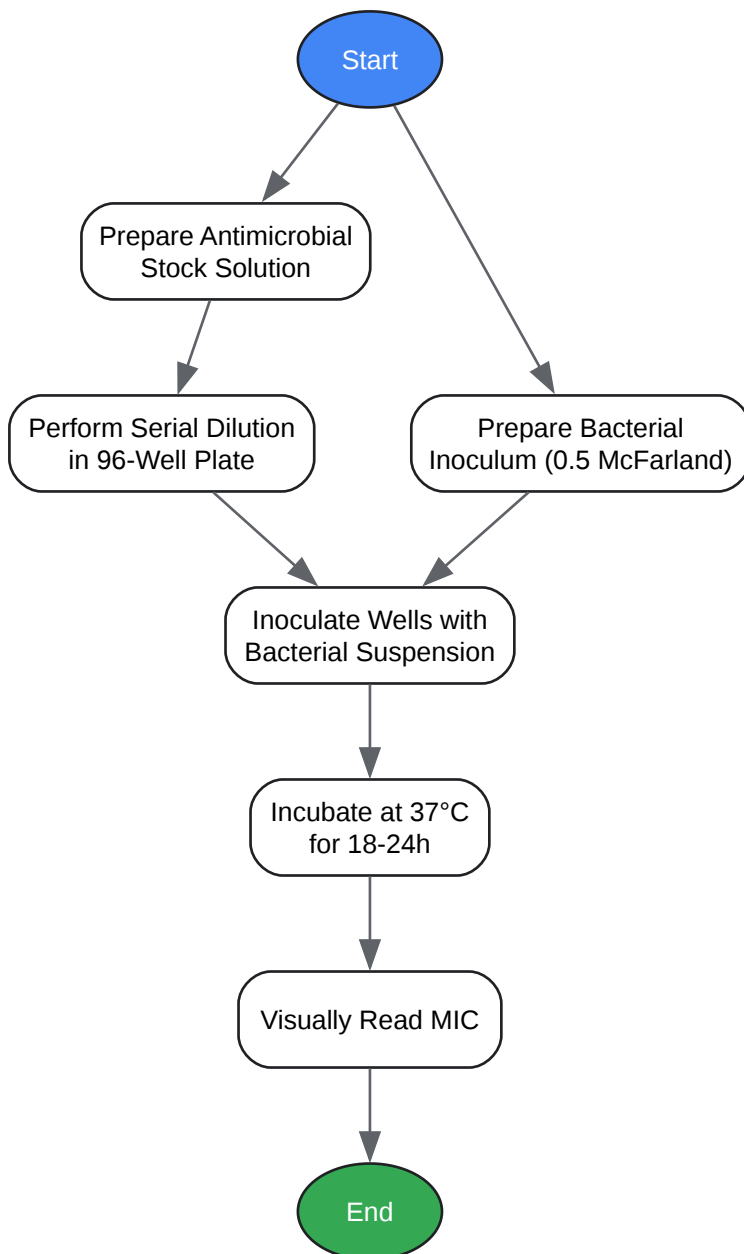 Start
Prepare Antimicrobial
Stock Solution
Perform Serial Dilution
in 96-Well Plate
Prepare Bacterial
Inoculum (0.5 McFarland)
Inoculate Wells with
Bacterial Suspension
Incubate at 37°C
for 18-24h
Visually Read MIC
End